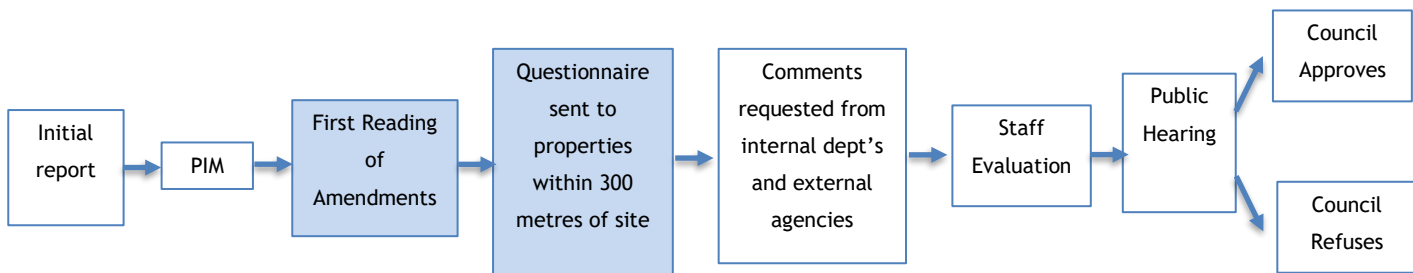 Initial
report
PIM
First Reading
of
Amendments
Questionnaire
sent to
properties
within 300
metres of site
Comments
requested from
internal dept’s
and external
agencies
Staff
Evaluation
Public
Hearing
Council
Approves
Council
Refuses